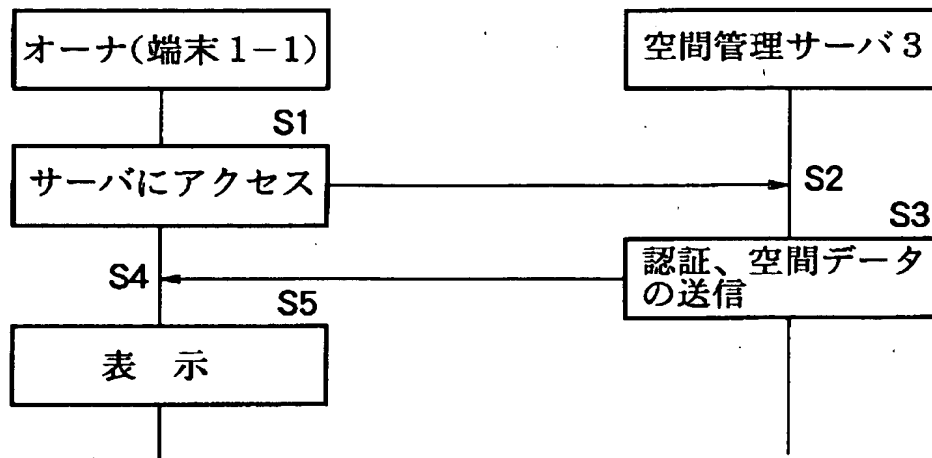 オーナ(端末1-1)
空間管理サーバ3
S1
サーバにアクセス
S2
S3
認証、空間データ
の送信
S4
S5
表 示